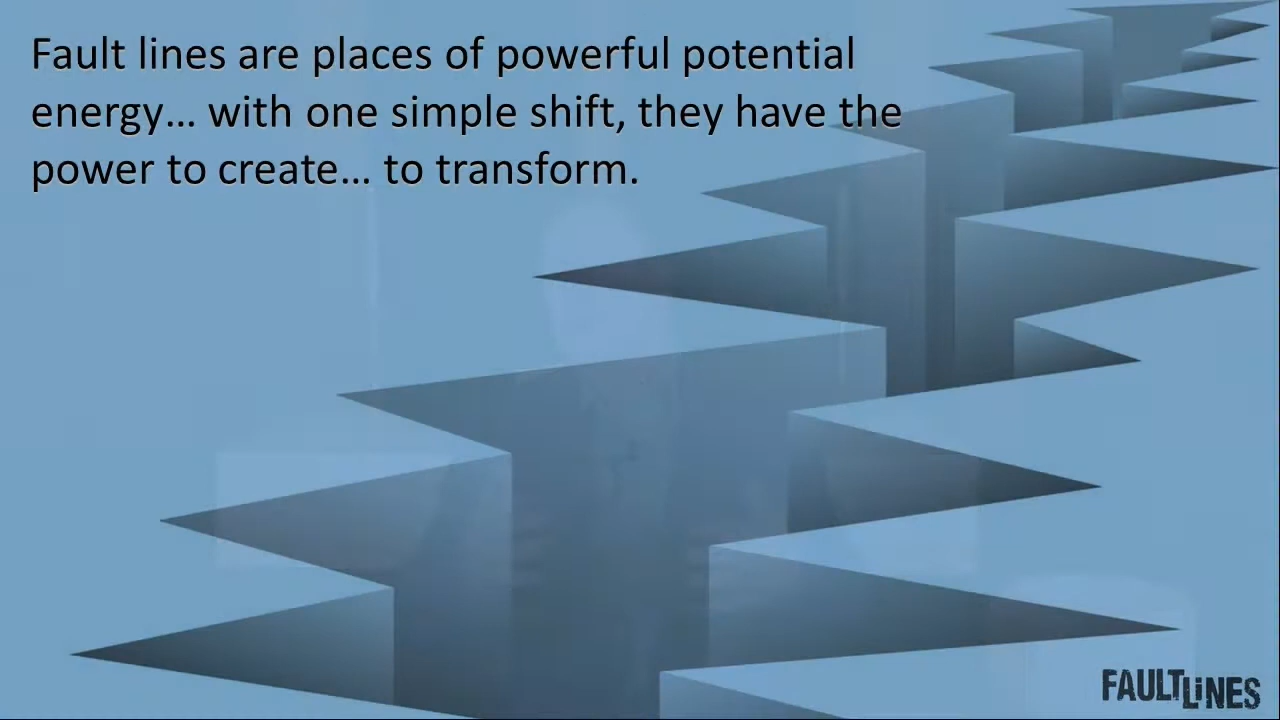 Fault lines are places of powerful potential
energy… with one simple shift, they have the
power to create… to transform.
FAULTLiNES